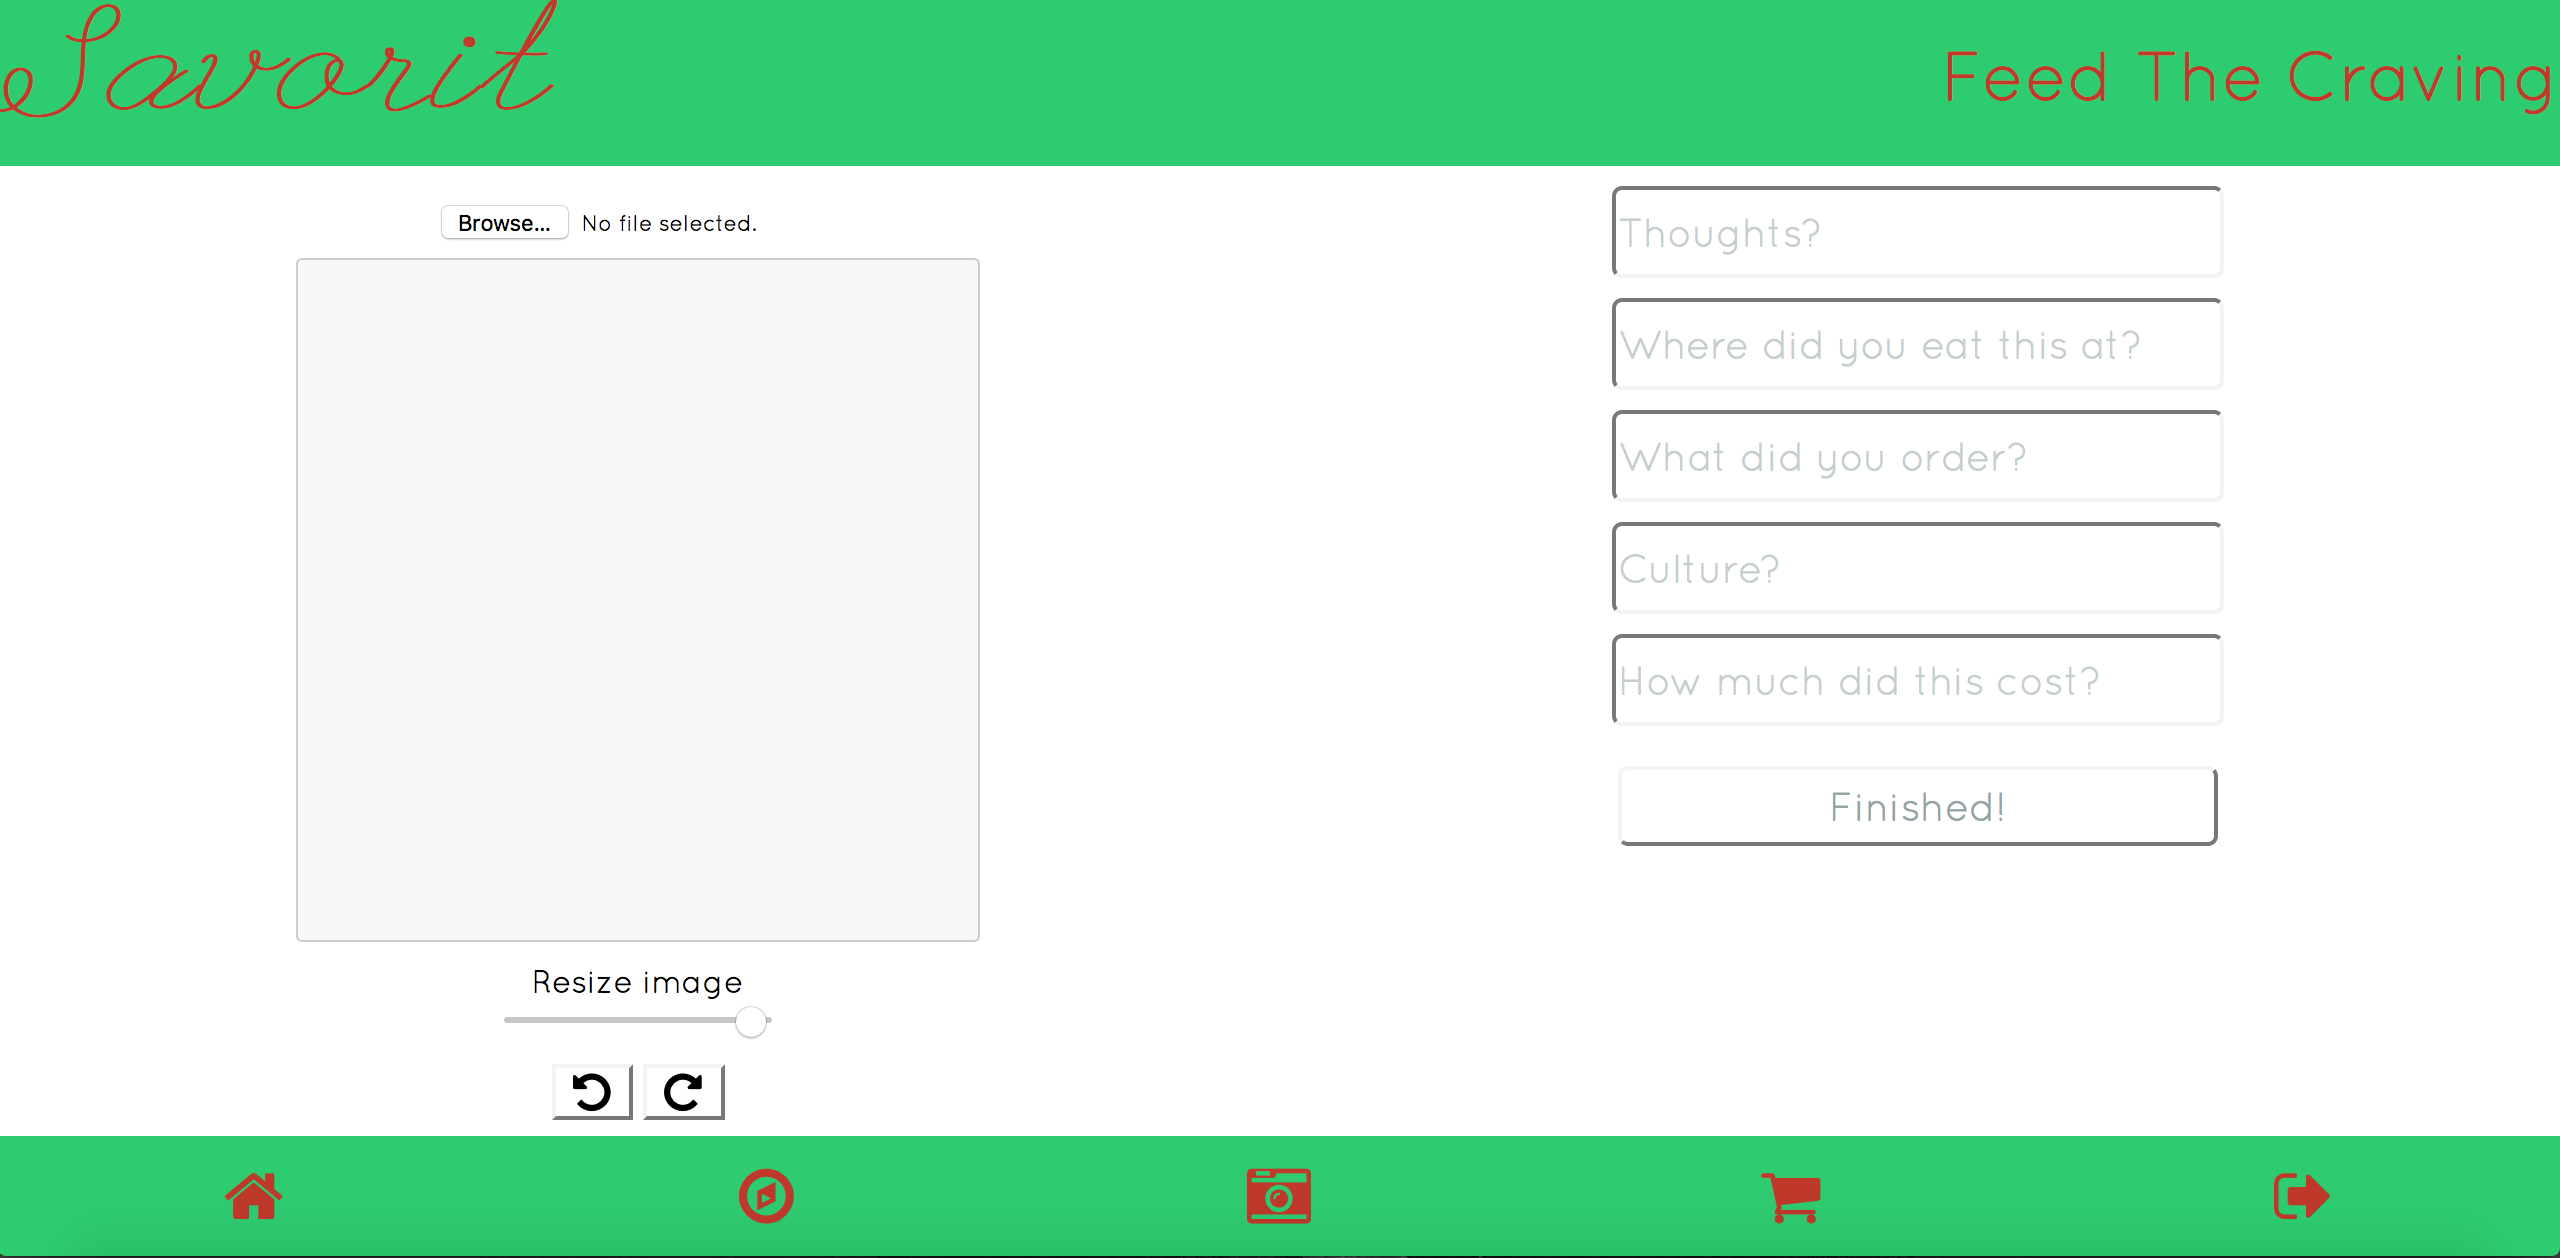 Savorit
Feed The Craving
Browse... No file selected.
Resize image
Thoughts?
Where did you eat this at?
What did you order?
Culture?
How much did this cost?
Finished!